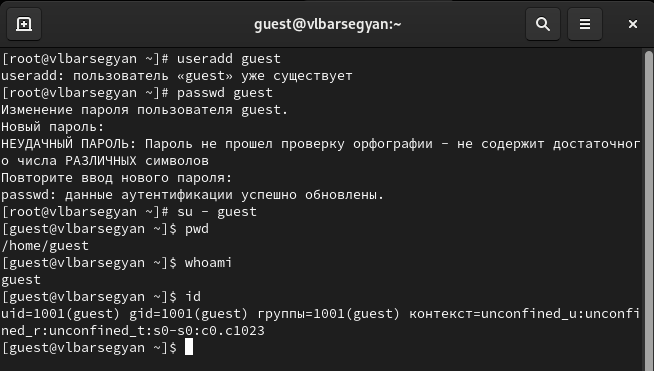 guest@vlbarsegyan:~
[root@vlbarsegyan ~]# useradd guest
useradd: пользователь «guest» уже существует
[root@vlbarsegyan ~]# passwd guest
Изменение пароля пользователя guest.
Новый пароль:
НЕУДАЧНЫЙ ПАРОЛЬ: Пароль не прошел проверку орфографии - не содержит достаточног
о числа РАЗЛИЧНЫХ символов
Повторите ввод нового пароля:
passwd: данные аутентификации успешно обновлены.
[root@vlbarsegyan ~]# su - guest
[guest@vlbarsegyan ~]$ pwd
/home/guest
[guest@vlbarsegyan ~]$ whoami
guest
[guest@vlbarsegyan ~]$ id
uid=1001(guest) gid=1001(guest) группы=1001(guest) контекст=unconfined_u:unconfi
ned_r:unconfined_t:s0-s0:c0.c1023
[guest@vlbarsegyan ~]$